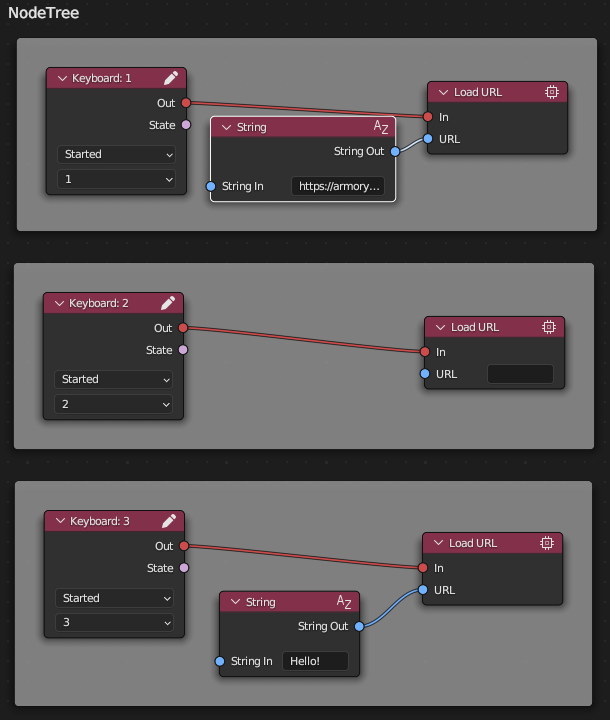 NodeTree
Keyboard: 1
Out
State
Started
1
String
AZ
String Out
String In
https://armory...
Load URL
In
URL
Keyboard: 2
Out
State
Started
2
Load URL
In
URL
Keyboard: 3
Out
State
Started
3
String
AZ
String Out
String In
Hello!
Load URL
In
URL